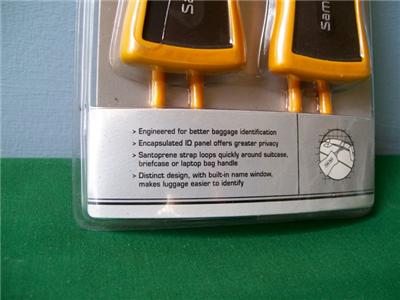 Sam
> Engineered for better baggage identification
> Encapsulated ID panel offers greater privacy
> Santoprene strap loops quickly around suitcase,
briefcase or laptop bag handle
> Distinct design, with built-in name window,
makes luggage easier to identify